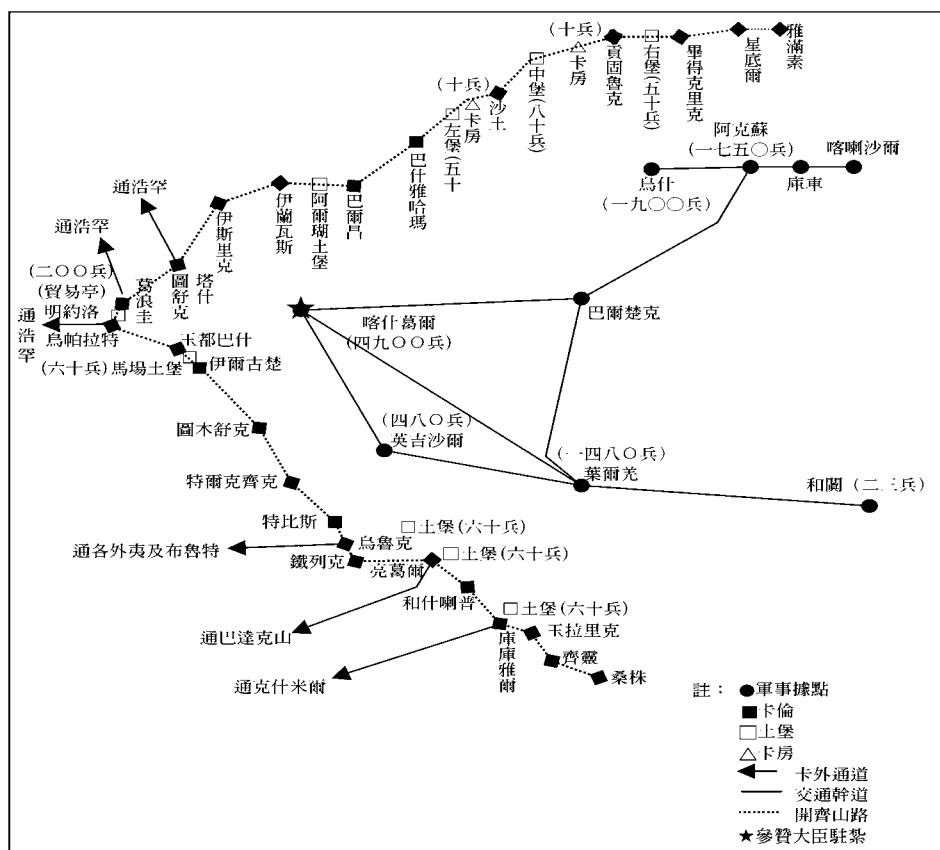 雅滿素
星底爾
畢得克里克
右堡(五十兵)
貢固魯克
(十兵)
卡房
中堡(八十兵)
沙土
(十兵)
卡房
左堡(五十
巴什雅哈瑪
巴爾昌
阿爾瑚土堡
伊蘭瓦斯
伊斯里克
通浩罕
塔什
圖舒克
通浩罕
葛浪圭
(二〇〇兵)
(貿易亭)
明約洛
烏帕拉特
通浩罕
玉都巴什
(六十兵)馬場土堡
伊爾古楚
圖木舒克
特爾克齊克
特比斯
烏魯克
通各外夷及布魯特
鐵列克
土堡(六十兵)
土堡(六十兵)
亮葛爾
通巴達克山
和什喇普
土堡(六十兵)
庫庫雅爾
通克什米爾
玉拉里克
齊靈
桑株
阿克蘇
(一七五〇兵)
喀喇沙爾
烏什
(一九〇〇兵)
庫車
巴爾楚克
喀什葛爾
(四九〇〇兵)
(四八〇兵)
英吉沙爾
(一四八〇兵)
葉爾羌
和闐(二三兵)
註：
軍事據點
卡倫
土堡
卡房
卡外通道
交通幹道
開齊山路
參贊大臣駐紮